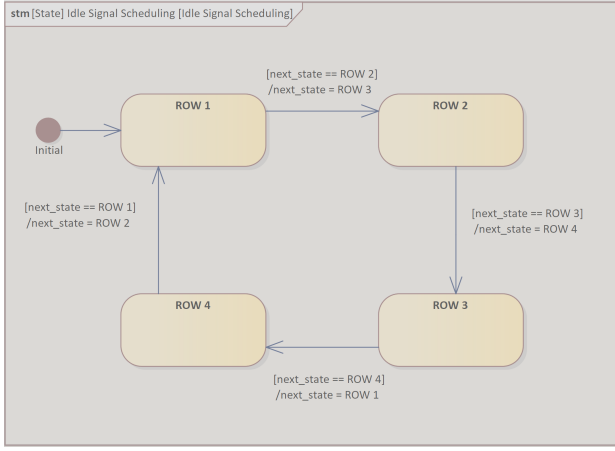 stm [State] Idle Signal Scheduling [Idle Signal Scheduling]
[next_state == ROW 2]
/next_state = ROW 3
ROW 1
ROW 2
Initial
[next_state == ROW 1]
/next_state = ROW 2
[next_state == ROW 3]
/next_state = ROW 4
ROW 4
ROW 3
[next_state == ROW 4]
/next_state = ROW 1